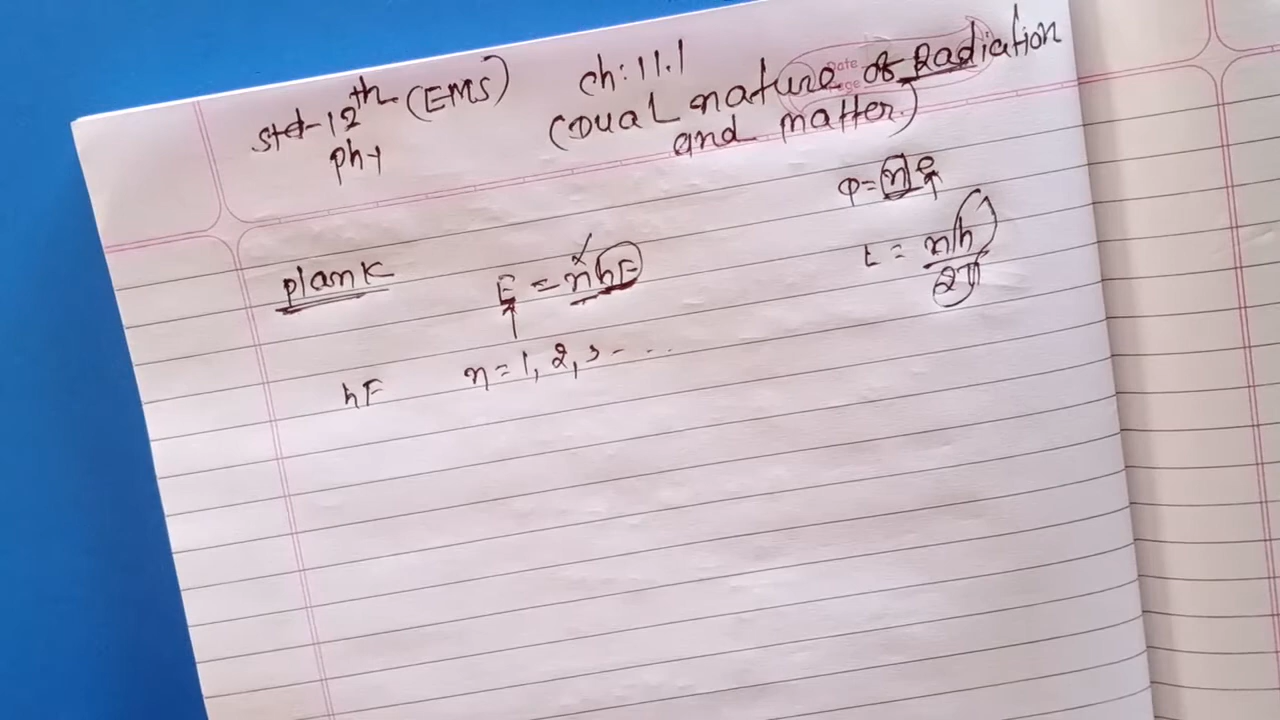 std-12th (EMS)
phy
ch:11.1
(Dual nature of Radiation
and matter)
Date
plank
E = nhF
n = 1, 2, 3 - ...
hF
Q = ne
L = nh/2π